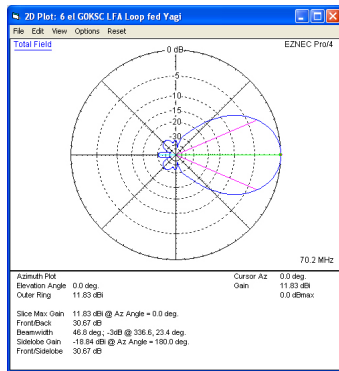 2D Plot: 6 el G0KSC LFA Loop fed Yagi
File Edit View Options Reset
Total Field
EZNEC Pro/4
0 dB
-5
-10
-15
-20
-30
70.2 MHz
Azimuth Plot
Elevation Angle 0.0 deg.
Outer Ring 11.83 dBi
Cursor Az 0.0 deg.
Gain 11.83 dBi
0.0 dBmax
Slice Max Gain 11.83 dBi @ Az Angle = 0.0 deg.
Front/Back 30.67 dB
Beamwidth 46.8 deg.; -3dB @ 336.6, 23.4 deg.
Sidelobe Gain -18.84 dBi @ Az Angle = 180.0 deg.
Front/Sidelobe 30.67 dB